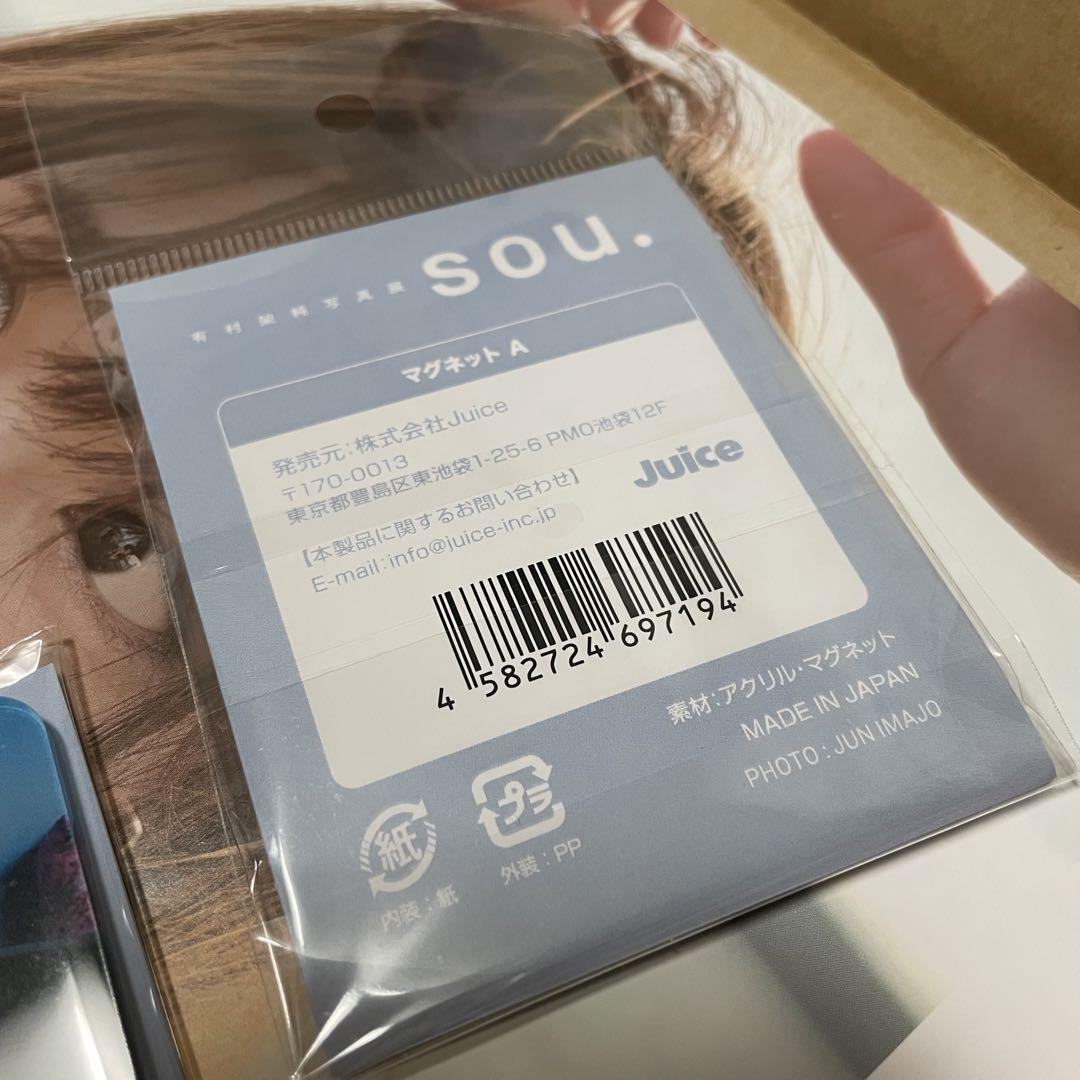 有村架純写真展 sou.
マグネット A
発売元:株式会社Juice
〒170-0013
東京都豊島区東池袋1-25-6 PMO池袋12F
Juice
【本製品に関するお問い合わせ】
E-mail:info@juice-inc.jp
4 582724 697194
素材:アクリル・マグネット
MADE IN JAPAN
PHOTO : JUN IMAJO
紙
内装 : 紙
プラ
外装 : PP